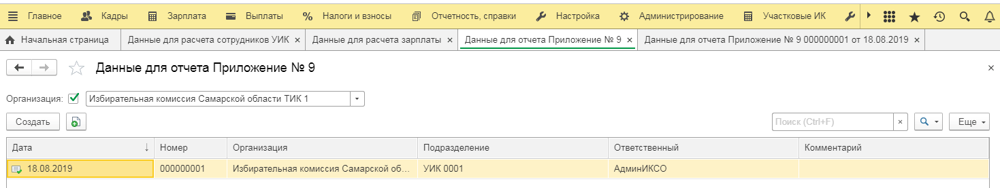 Главное Кадры Зарплата Выплаты % Налоги и взносы Отчетность, справки Настройка Администрирование Участковые ИК
Начальная страница Данные для расчета сотрудников УИК × Данные для расчета зарплаты × Данные для отчета Приложение № 9 × Данные для отчета Приложение № 9 000000001 от 18.08.2019 ×
Данные для отчета Приложение № 9 ×
Организация: Избирательная комиссия Самарской области ТИК 1
Создать Поиск (Ctrl+F) × Еще
Дата ↓ Номер Организация Подразделение Ответственный Комментарий
18.08.2019 000000001 Избирательная комиссия Самарской об... УИК 0001 АдминИКСО